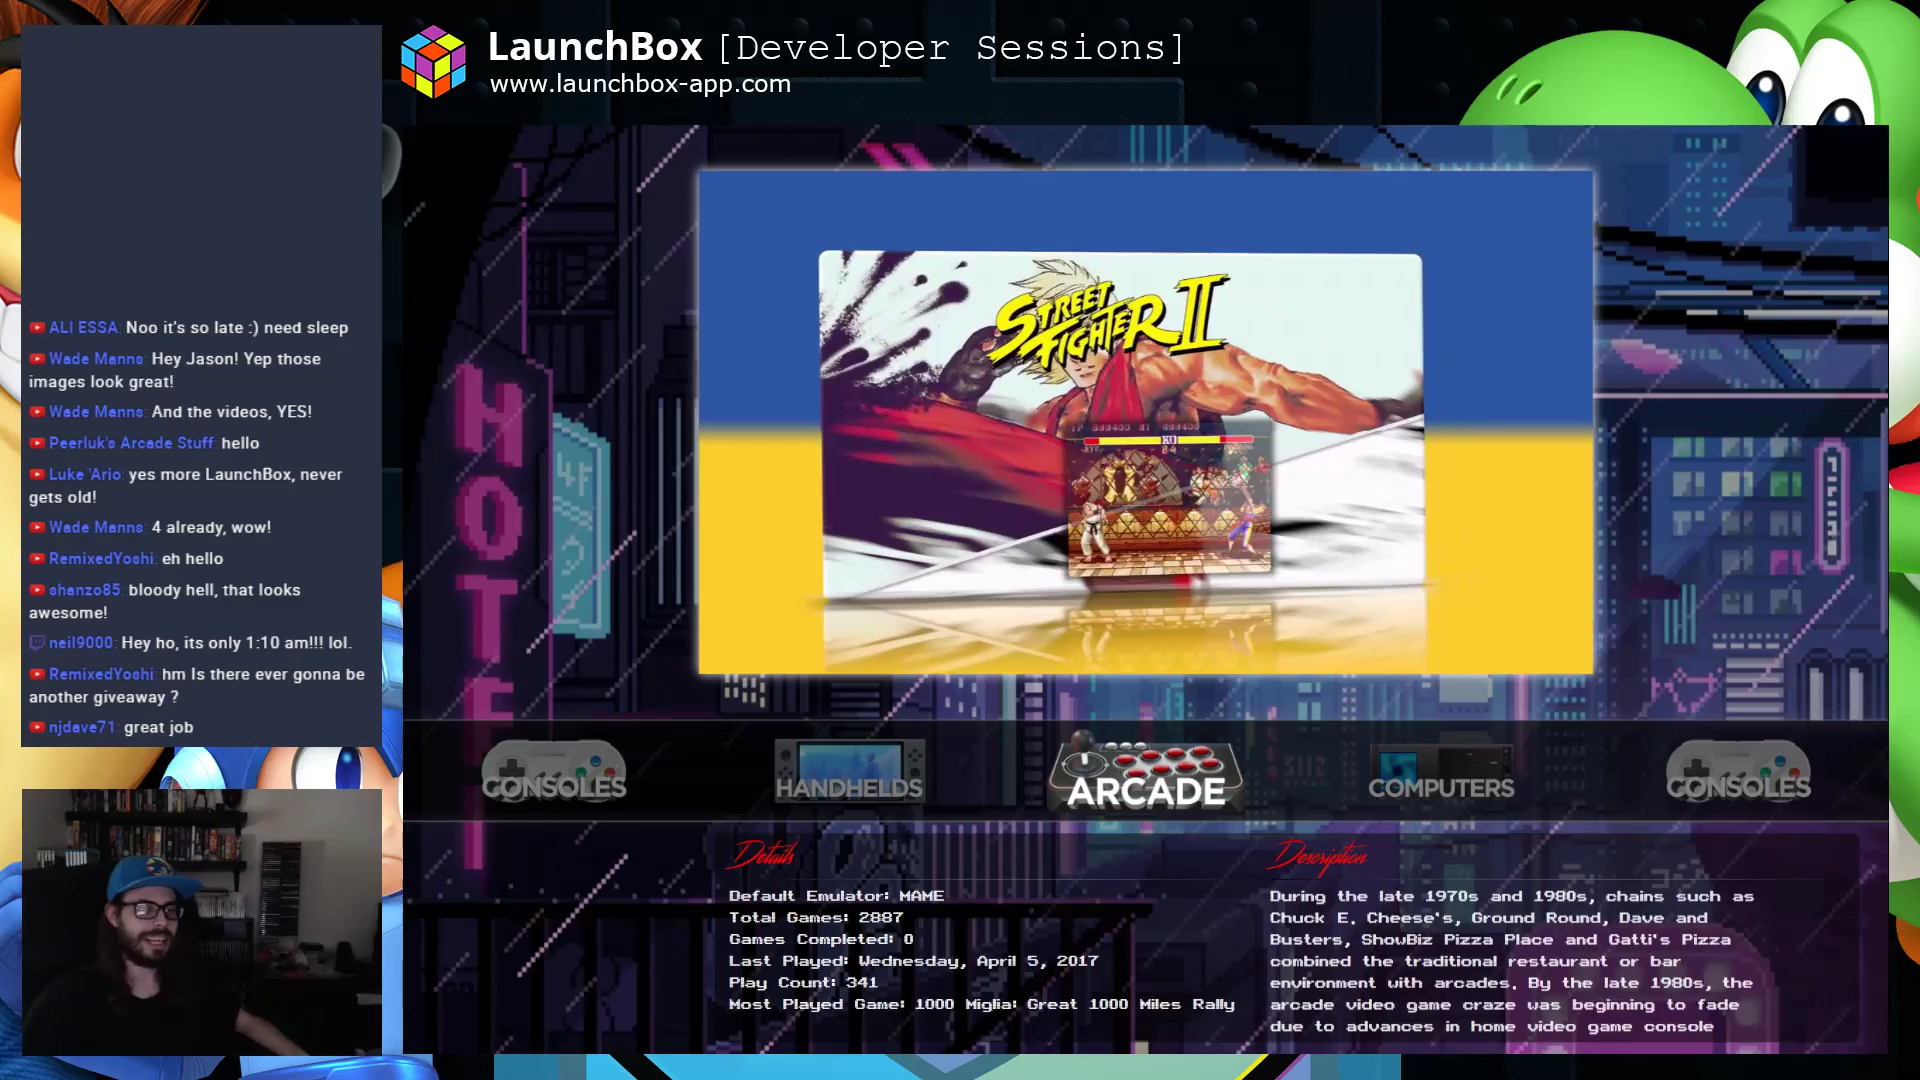 LaunchBox [Developer Sessions]
www.launchbox-app.com
ALI ESSA: Noo it's so late :) need sleep
Wade Manns: Hey Jason! Yep those
images look great!
Wade Manns: And the videos, YES!
Peerluk's Arcade Stuff: hello
Luke 'Ario: yes more LaunchBox, never
gets old!
Wade Manns: 4 already, wow!
RemixedYoshi: eh hello
shanzo85: bloody hell, that looks
awesome!
neil9000: Hey ho, its only 1:10 am!!! lol.
RemixedYoshi: hm Is there ever gonna be
another giveaway ?
njdave71: great job
HOTEL
4F
STREET
FIGHTER II
KO
CONSOLES
HANDHELDS
ARCADE
COMPUTERS
CONSOLES
Details
Default Emulator: MAME
Total Games: 2887
Games Completed: 0
Last Played: Wednesday, April 5, 2017
Play Count: 341
Most Played Game: 1000 Miglia: Great 1000 Miles Rally
Description
During the late 1970s and 1980s, chains such as
Chuck E. Cheese's, Ground Round, Dave and
Busters, ShowBiz Pizza Place and Gatti's Pizza
combined the traditional restaurant or bar
environment with arcades. By the late 1980s, the
arcade video game craze was beginning to fade
due to advances in home video game console